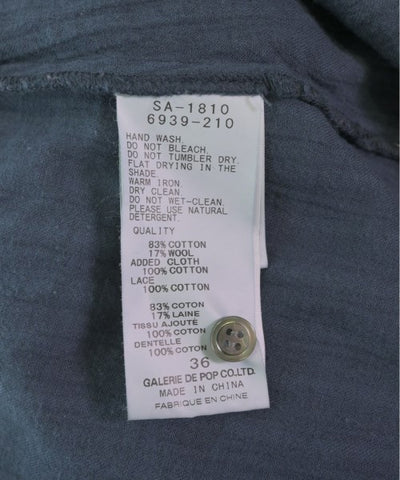 SA-1810
6939-210
HAND WASH.
DO NOT BLEACH.
DO NOT TUMBLER DRY.
FLAT DRYING IN THE
SHADE.
WARM IRON.
DRY CLEAN.
DO NOT WET-CLEAN.
PLEASE USE NATURAL
DETERGENT.
QUALITY
83% COTTON
17% WOOL
ADDED CLOTH
100% COTTON
LACE
100% COTTON
83% COTON
17% LAINE
TISSU AJOUTÉ
100% COTON
DENTELLE
100% COTON
36
GALERIE DE POP CO.LTD.
MADE IN CHINA
FABRIQUE EN CHINE